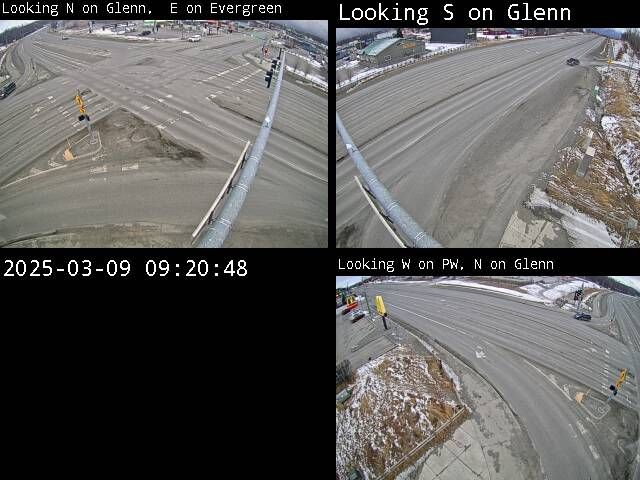 Looking N on Glenn,  E on Evergreen
Looking S on Glenn
2025-03-09 09:20:48
Looking W on PW, N on Glenn